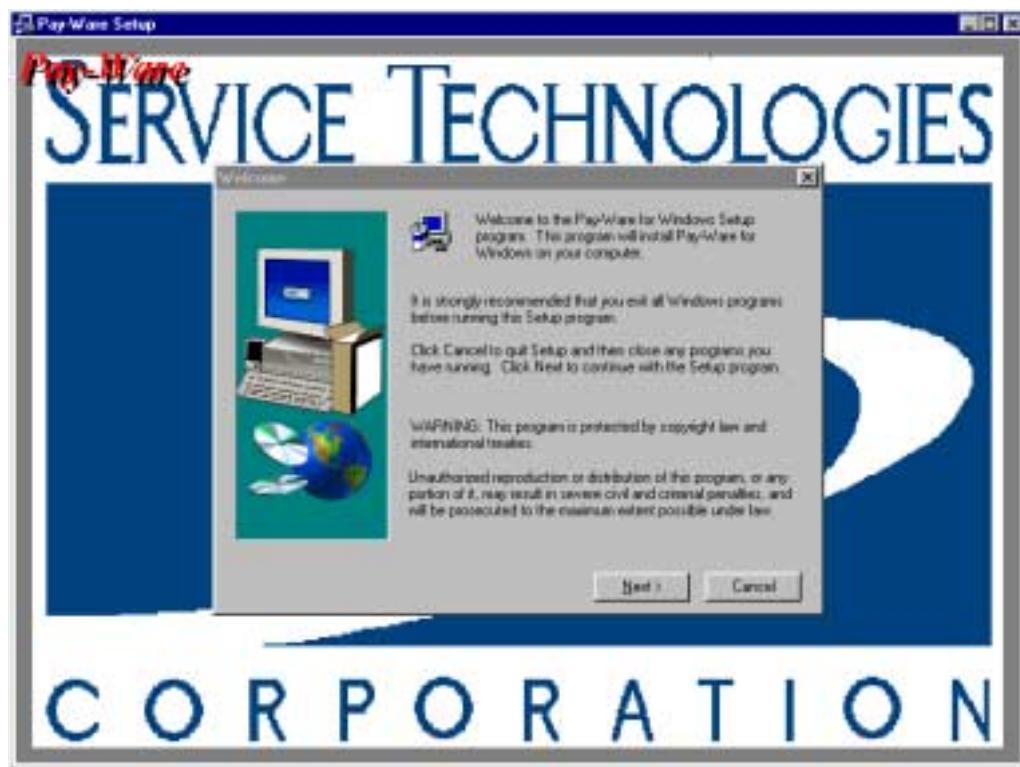 Pay-Ware Setup
Pay-Ware
SERVICE TECHNOLOGIES
Welcome
Welcome to the Pay-Ware for Windows Setup
program. This program will install Pay-Ware for
Windows on your computer.
It is strongly recommended that you exit all Windows programs
before running this Setup program.
Click Cancel to quit Setup and then close any programs you
have running. Click Next to continue with the Setup program.
WARNING: This program is protected by copyright law and
international treaties.
Unauthorized reproduction or distribution of this program, or any
portion of it, may result in severe civil and criminal penalties, and
will be prosecuted to the maximum extent possible under law.
Next >
Cancel
CORPORATION